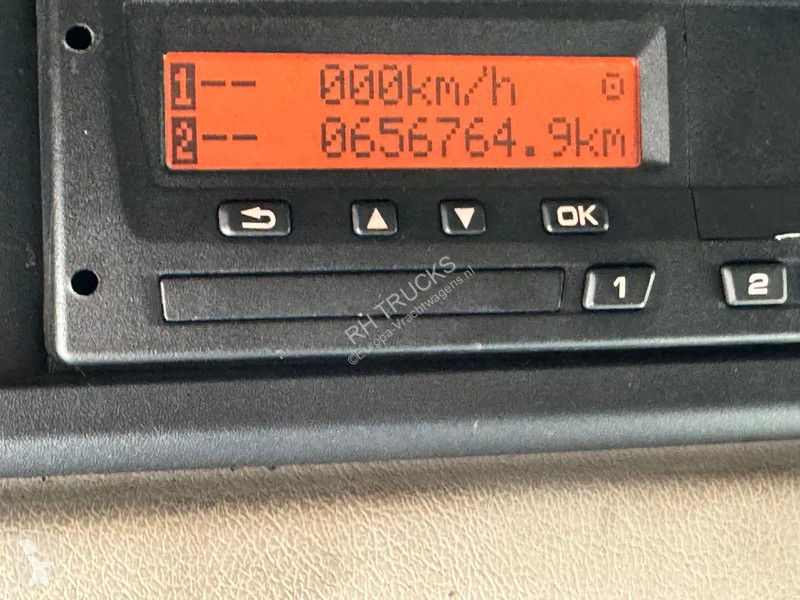 1-- 000km/h
2-- 0656764.9km
OK
1 2
RH TRUCKS
©Europa-Vrachtwagens.nl